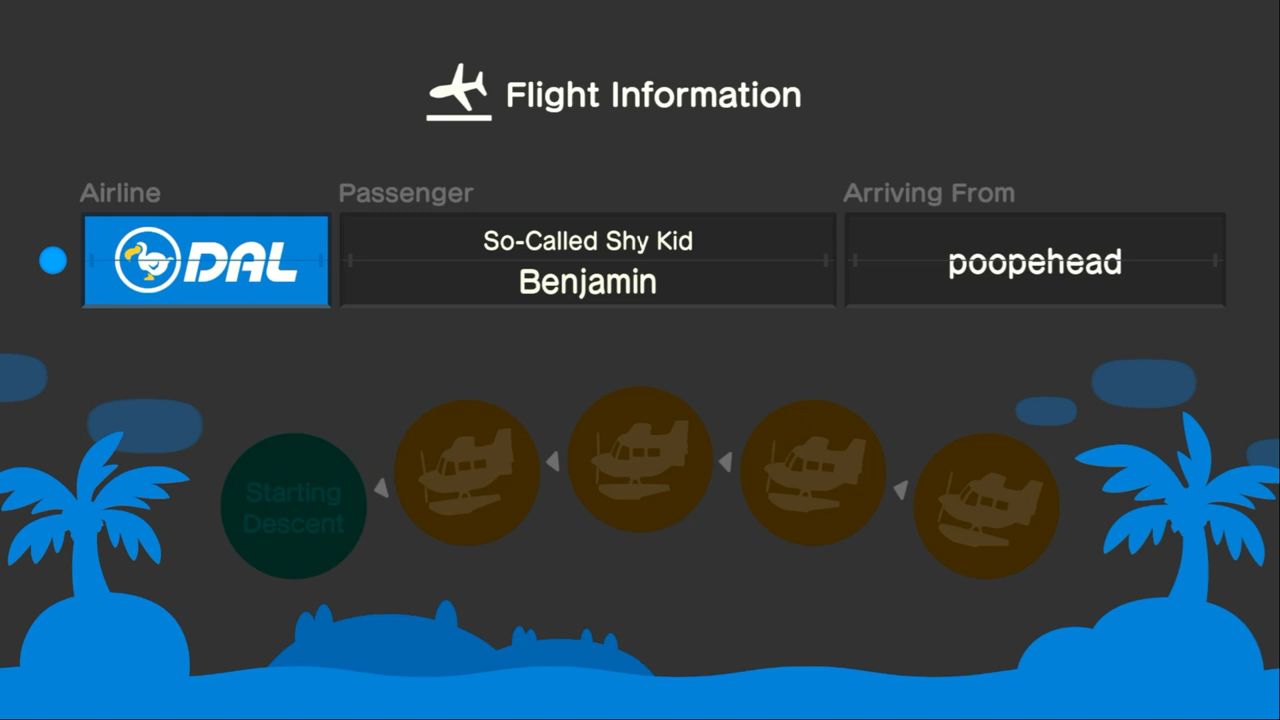 Flight Information
Airline
Passenger
Arriving From
DAL
So-Called Shy Kid
Benjamin
poopehead
Starting
Descent